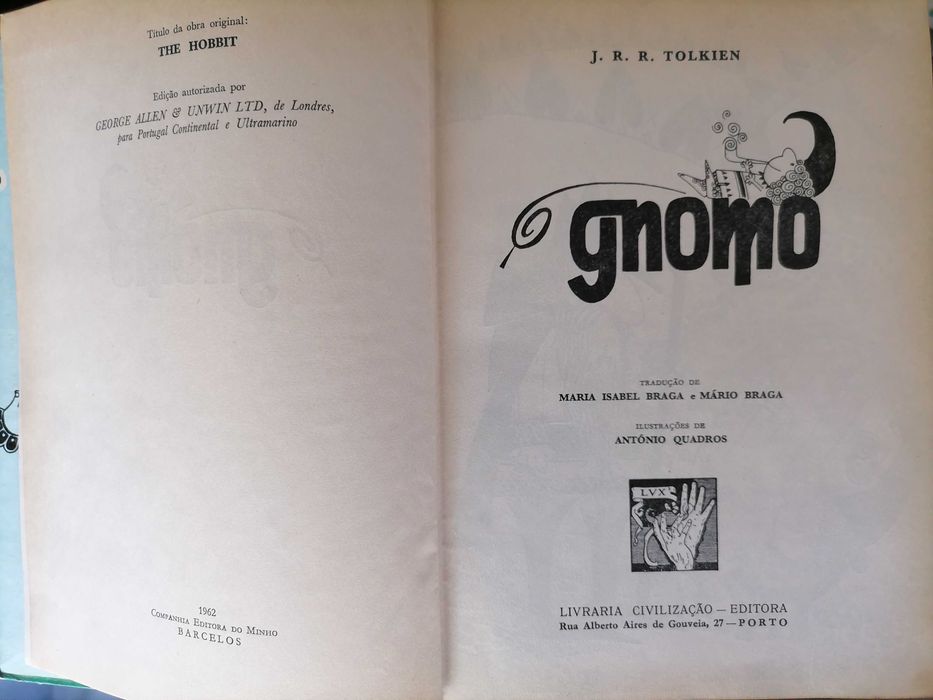 Título da obra original:
THE HOBBIT
Edição autorizada por
GEORGE ALLEN & UNWIN LTD, de Londres,
para Portugal Continental e Ultramarino
1962
COMPANHIA EDITORA DO MINHO
BARCELOS
J. R. R. TOLKIEN
O gnomo
TRADUÇÃO DE
MARIA ISABEL BRAGA e MÁRIO BRAGA
ILUSTRAÇÕES DE
ANTÓNIO QUADROS
LVX
LIVRARIA CIVILIZAÇÃO — EDITORA
Rua Alberto Aires de Gouveia, 27 — PORTO